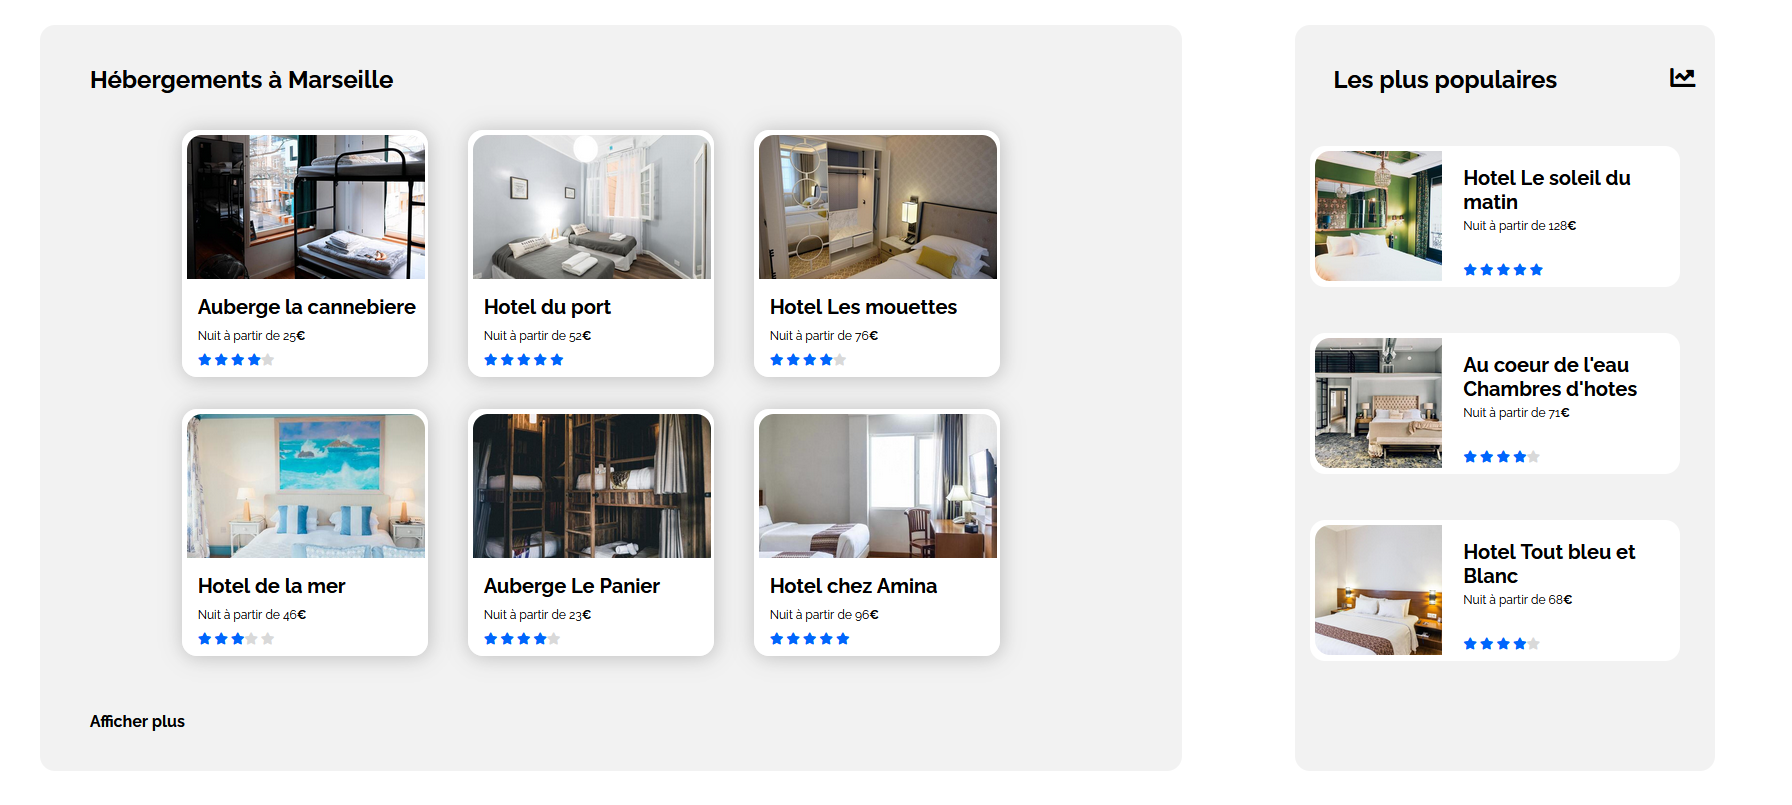 Hébergements à Marseille
Auberge la cannebiere
Nuit à partir de 25€
Hotel du port
Nuit à partir de 52€
Hotel Les mouettes
Nuit à partir de 76€
Hotel de la mer
Nuit à partir de 46€
Auberge Le Panier
Nuit à partir de 23€
Hotel chez Amina
Nuit à partir de 96€
Afficher plus
Les plus populaires
Hotel Le soleil du
matin
Nuit à partir de 128€
Au coeur de l'eau
Chambres d'hotes
Nuit à partir de 71€
Hotel Tout bleu et
Blanc
Nuit à partir de 68€